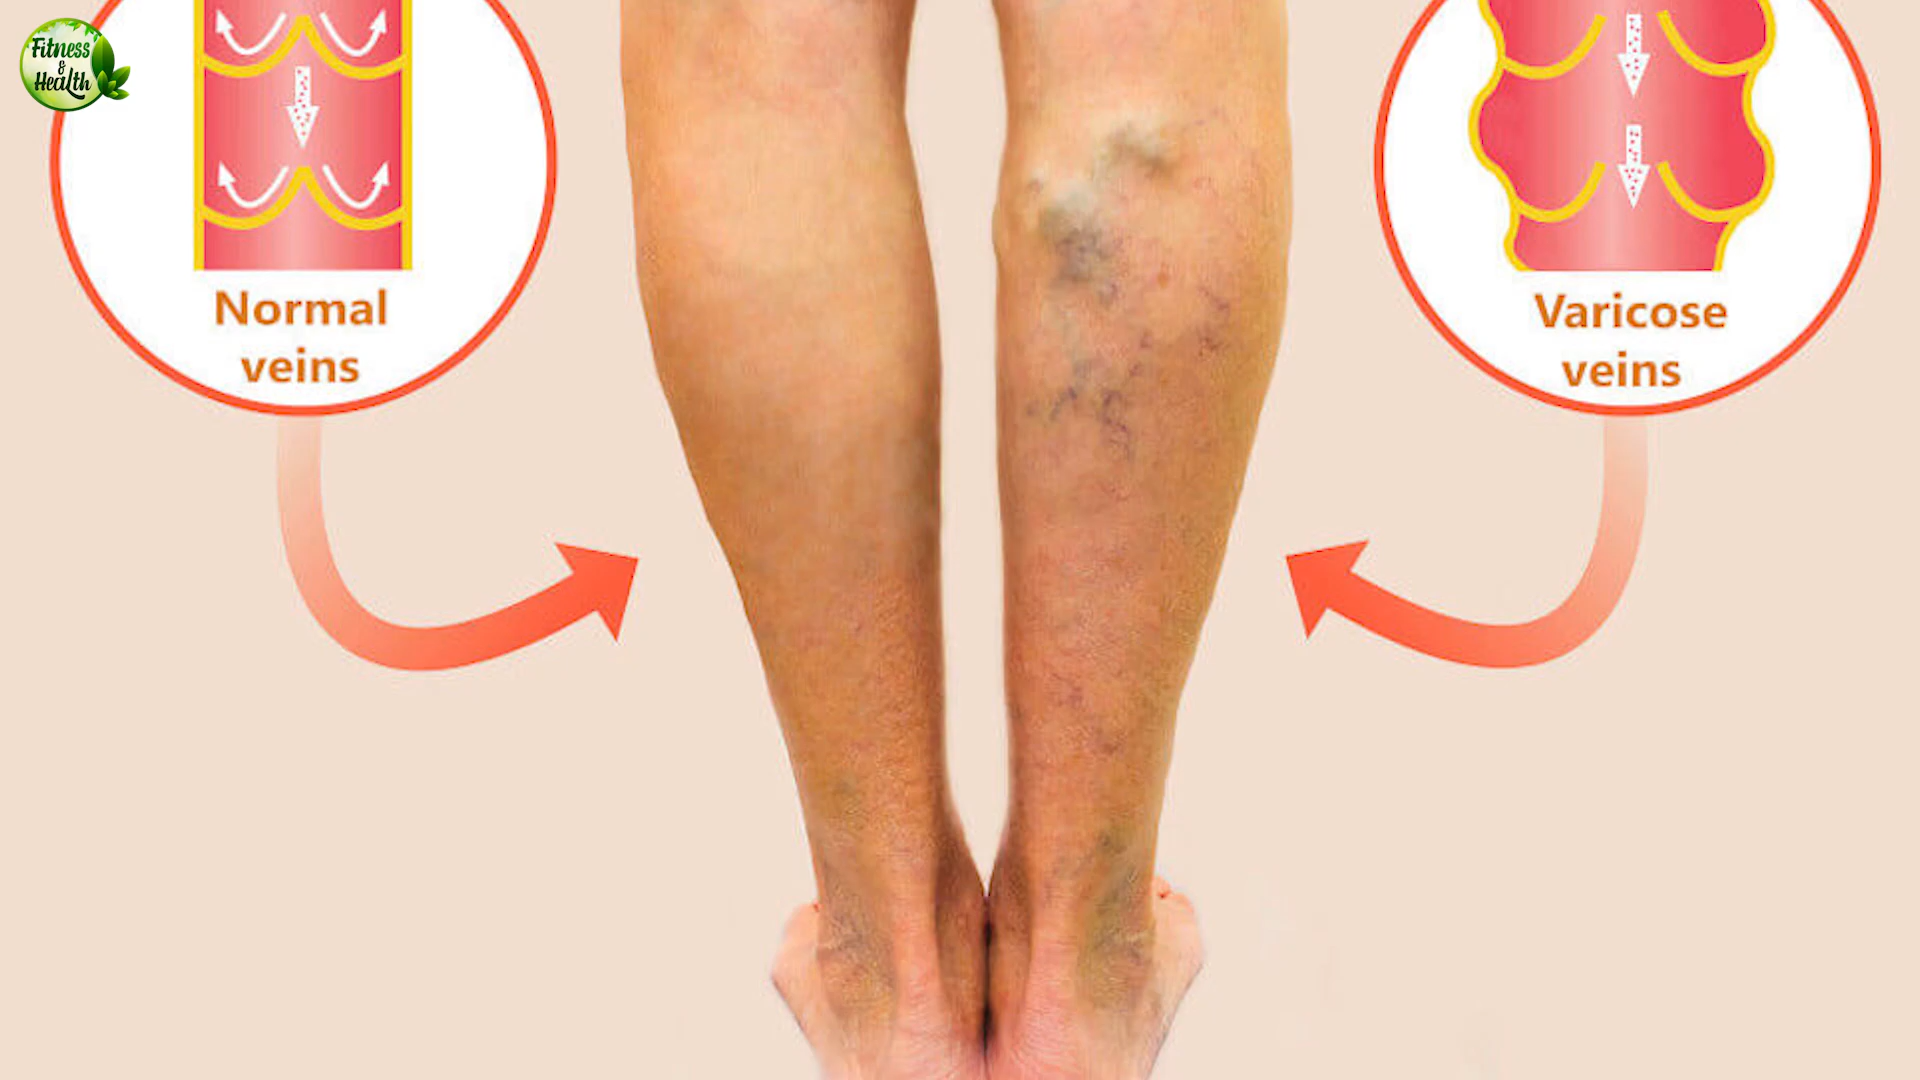 Fitness
&
Health
Normal
veins
Varicose
veins